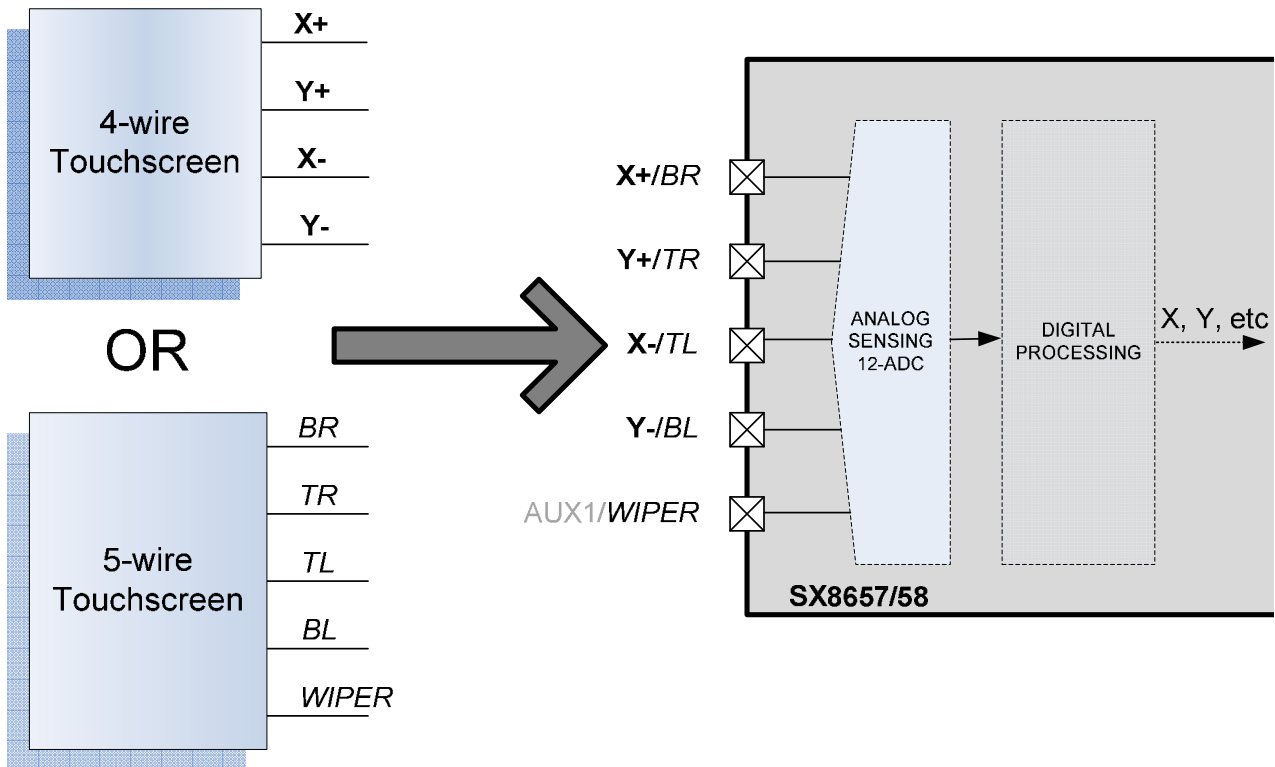 X+
Y+
4-wire
Touchscreen
X-
Y-
OR
BR
TR
5-wire
Touchscreen
TL
BL
WIPER
X+/BR
Y+/TR
X-/TL
Y-/BL
AUX1/WIPER
ANALOG
SENSING
12-ADC
DIGITAL
PROCESSING
X, Y, etc
SX8657/58